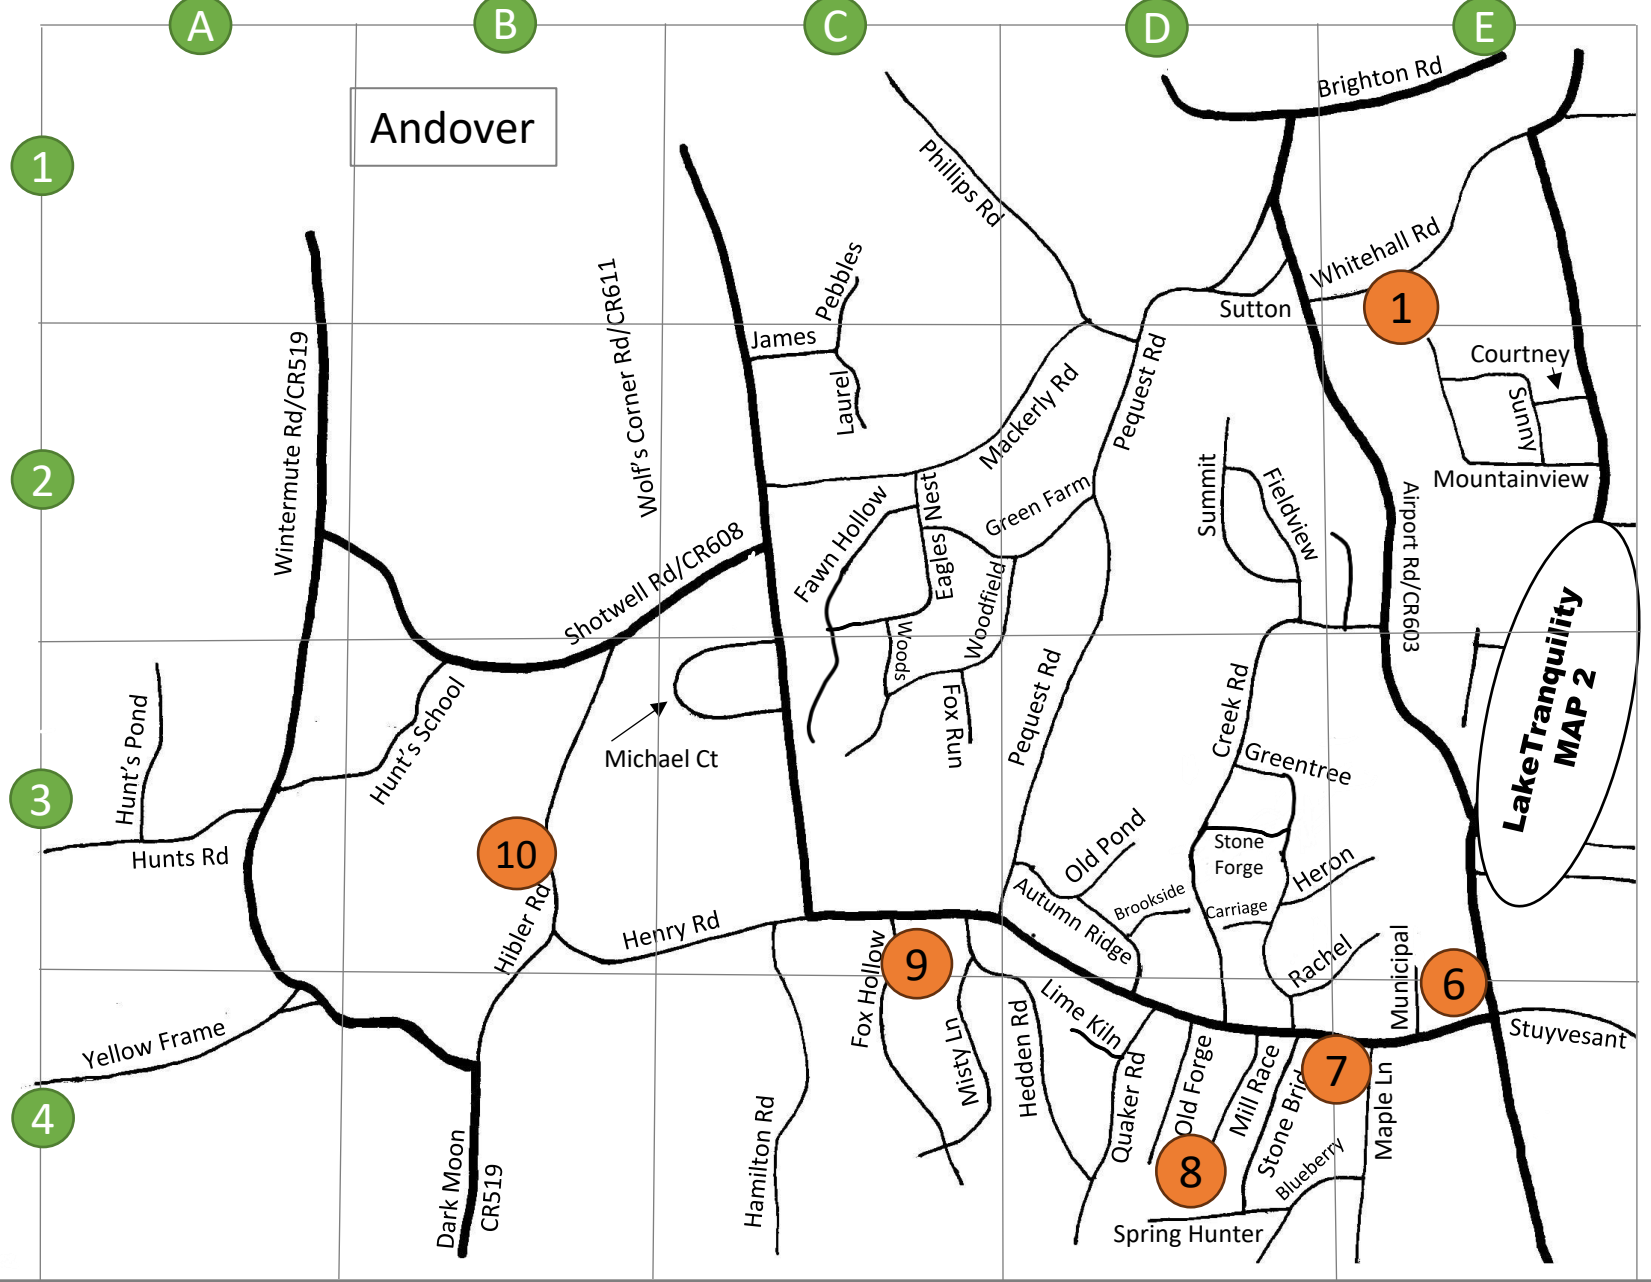 A
B
C
D
E
1
2
3
4
Andover
Brighton Rd
Phillips Rd
Whitehall Rd
Sutton
1
Pebbles
James
Laurel
Wolf's Corner Rd/CR611
Wintermute Rd/CR519
Courtney
Sunny
Mountainview
Mackerly Rd
Pequest Rd
Green Farm
Summit
Fieldview
Airport Rd/CR603
Fawn Hollow
Eagles Nest
Woodfield
Woods
Shotwell Rd/CR608
Lake Tranquility
MAP 2
Hunt's School
Hunt's Pond
Hunts Rd
Michael Ct
Fox Run
Pequest Rd
Creek Rd
Greentree
Stone
Forge
Old Pond
Heron
Brookside
Carriage
Autumn Ridge
10
Hibler Rd
Henry Rd
Fox Hollow
9
Rachel
Municipal
6
Yellow Frame
Lime Kiln
Misty Ln
Hedden Rd
Quaker Rd
Old Forge
Mill Race
Stone Brid
7
Maple Ln
Stuyvesant
8
Blueberry
Spring Hunter
Hamilton Rd
Dark Moon
CR519